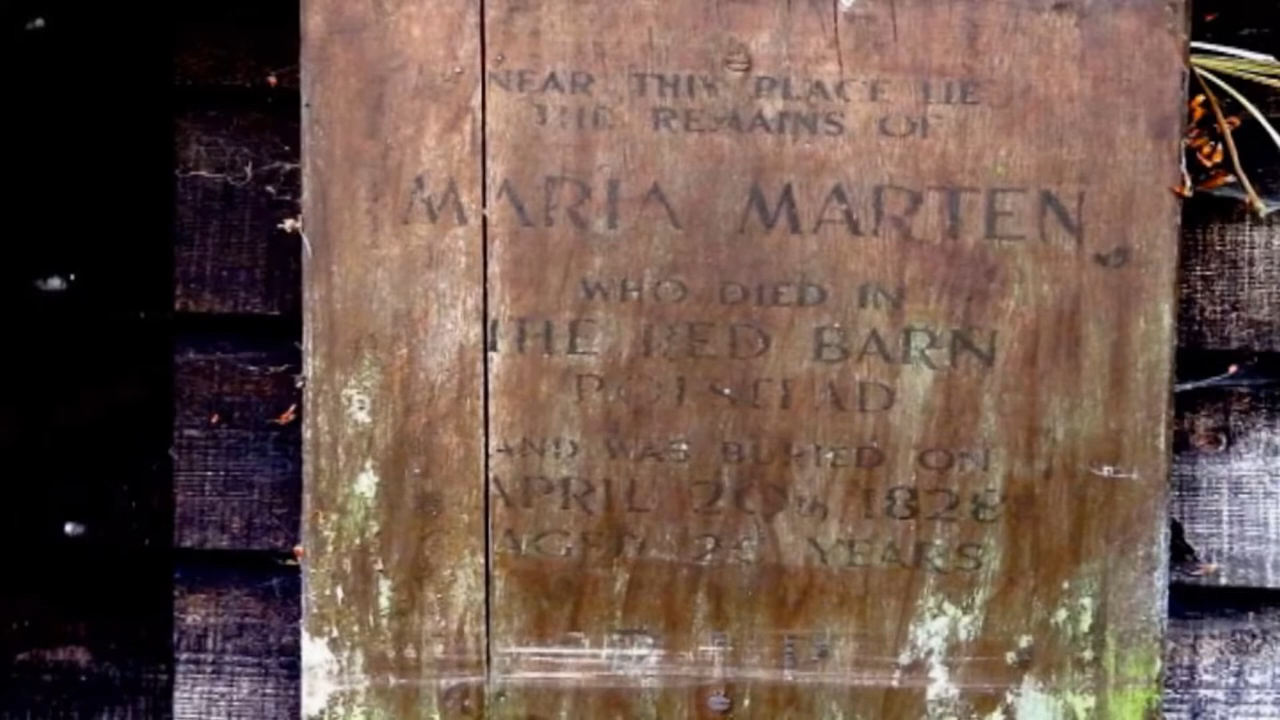 NEAR THIS PLACE LIE
THE REMAINS OF
MARIA MARTEN
WHO DIED IN
THE RED BARN
POLSTEAD
AND WAS BURIED ON
APRIL 20th 1828
AGED 24 YEARS